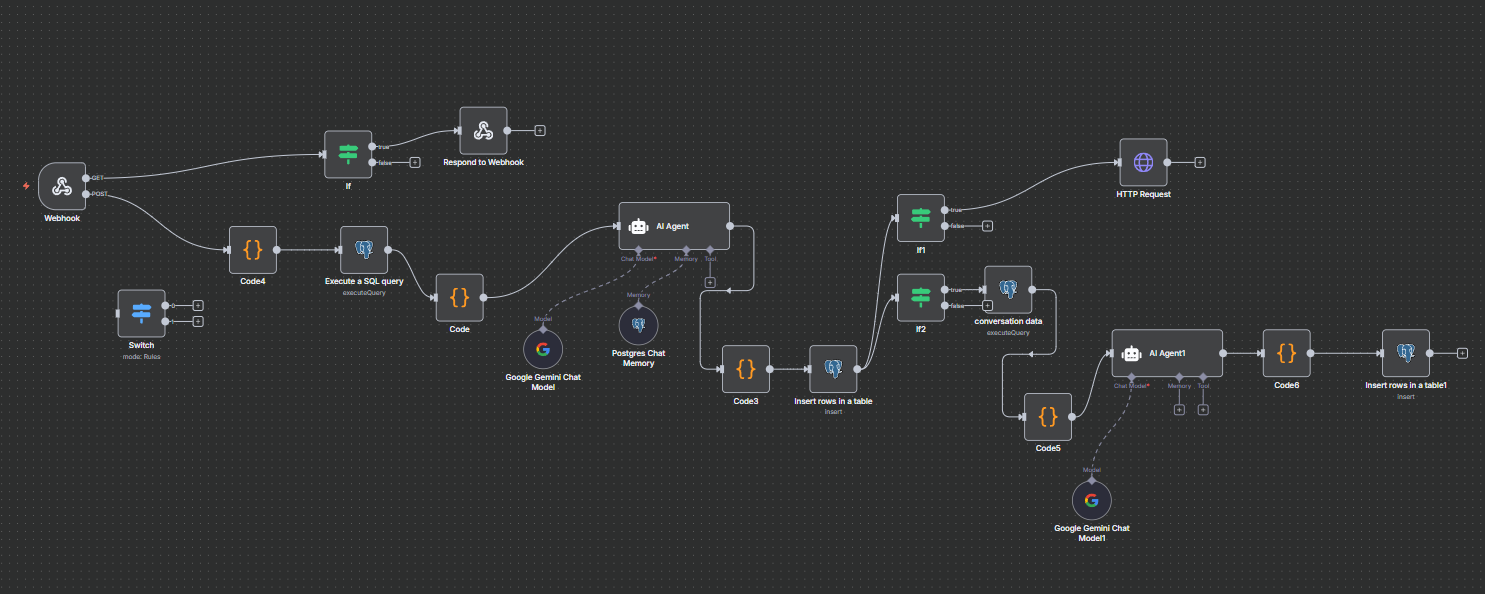 Respond to Webhook
true
false
If
GET
POST
Webhook
Code4
Execute a SQL query
executeQuery
Code
Switch
mode: Rules
0
1
AI Agent
Chat Model*
Memory
Tool
Model
Google Gemini Chat
Model
Memory
Postgres Chat
Memory
Code3
Insert rows in a table
insert
HTTP Request
true
false
If1
true
false
If2
conversation data
executeQuery
Code5
AI Agent1
Chat Model*
Memory
Tool
Model
Google Gemini Chat
Model1
Code6
Insert rows in a table1
insert